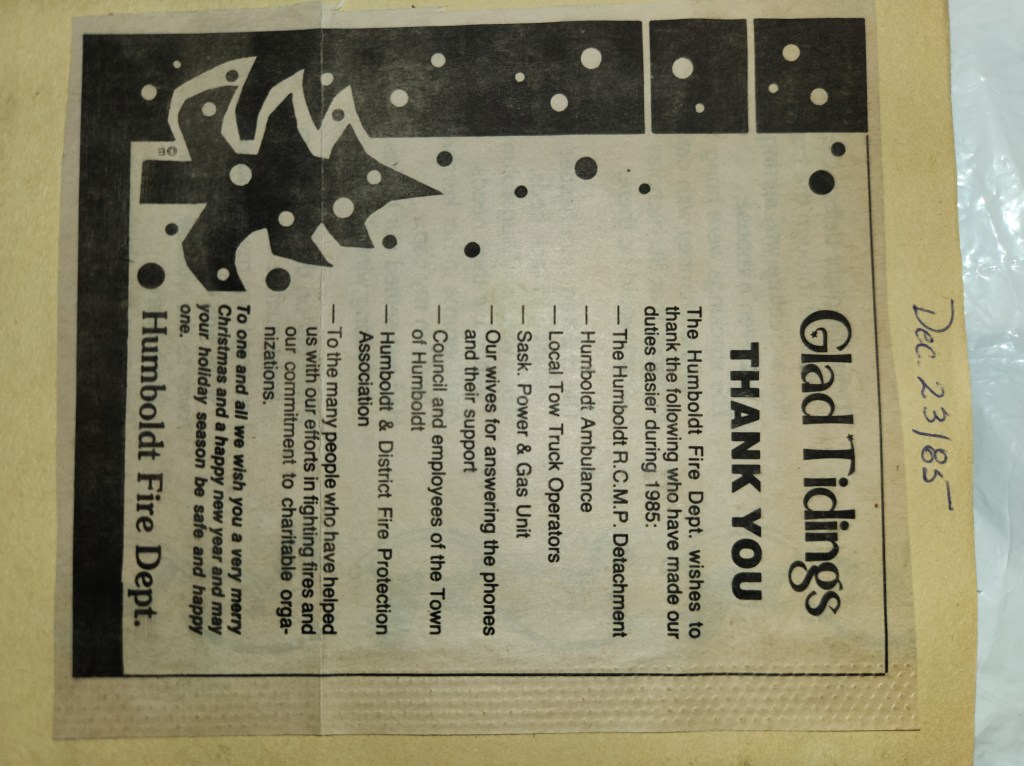 Dec. 23/85
Glad Tidings
THANK YOU
The Humboldt Fire Dept. wishes to
thank the following who have made our
duties easier during 1985:
— The Humboldt R.C.M.P. Detachment
— Humboldt Ambulance
— Local Tow Truck Operators
— Sask. Power & Gas Unit
— Our wives for answering the phones
and their support
— Council and employees of the Town
of Humboldt
— Humboldt & District Fire Protection
Association
— To the many people who have helped
us with our efforts in fighting fires and
our commitment to charitable orga-
nizations.
To one and all we wish you a very merry
Christmas and a happy new year and may
your holiday season be safe and happy
one.
Humboldt Fire Dept.